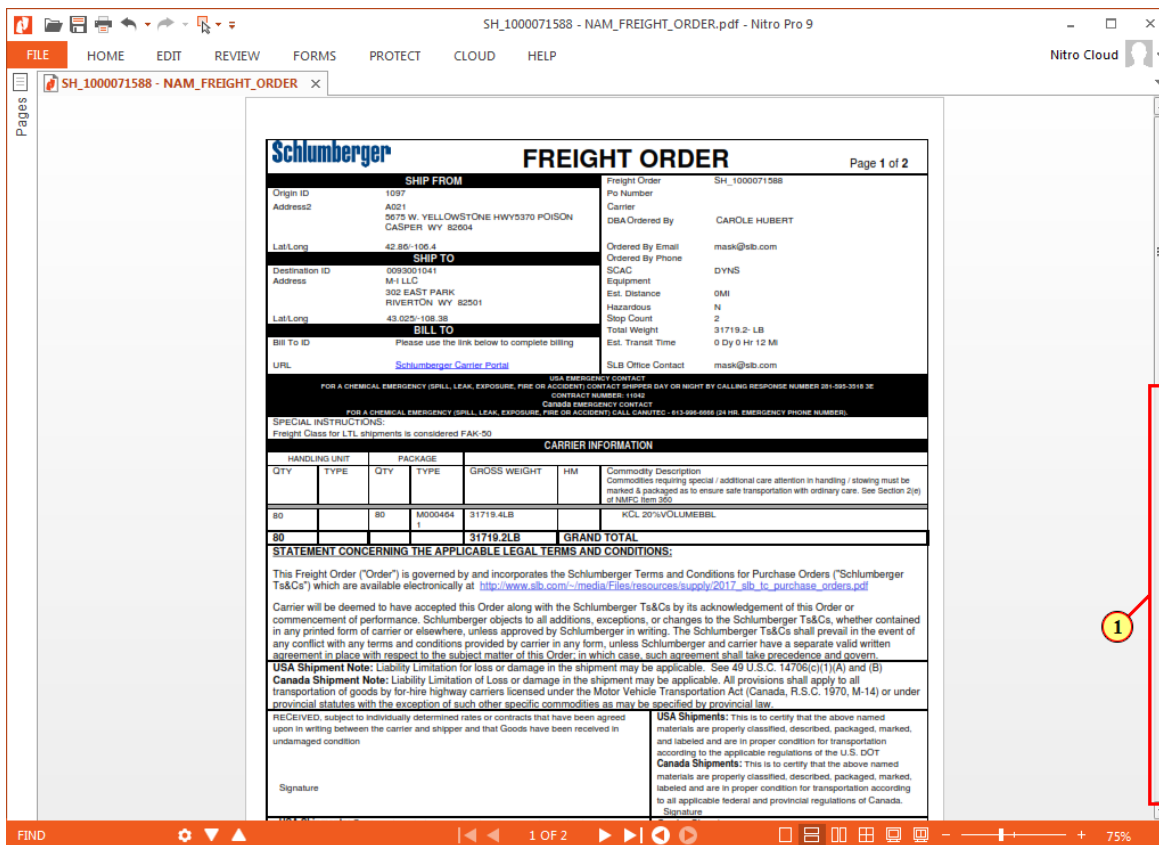 SH_1000071588 - NAM_FREIGHT_ORDER.pdf - Nitro Pro 9
FILE HOME EDIT REVIEW FORMS PROTECT CLOUD HELP Nitro Cloud
SH_1000071588 - NAM_FREIGHT_ORDER ×
Pages
Schlumberger
FREIGHT ORDER
Page 1 of 2
SHIP FROM
Origin ID 1097
Address2 A021
5675 W. YELLOWSTONE HWY5370 POISON
CASPER WY 82604
Lat/Long 42.86/-106.4
SHIP TO
Destination ID 0093001041
Address M-I LLC
302 EAST PARK
RIVERTON WY 82501
Lat/Long 43.025/-108.38
BILL TO
Bill To ID Please use the link below to complete billing
URL Schlumberger Carrier Portal
Freight Order SH_1000071588
Po Number
Carrier
DBA Ordered By CAROLE HUBERT
Ordered By Email mask@slb.com
Ordered By Phone
SCAC DYNS
Equipment
Est. Distance 0MI
Hazardous N
Stop Count 2
Total Weight 31719.2- LB
Est. Transit Time 0 Dy 0 Hr 12 Mi
SLB Office Contact mask@slb.com
USA EMERGENCY CONTACT
FOR A CHEMICAL EMERGENCY (SPILL, LEAK, EXPOSURE, FIRE OR ACCIDENT) CONTACT SHIPPER DAY OR NIGHT BY CALLING RESPONSE NUMBER 281-595-3518 3E
CONTRACT NUMBER: 11042
Canada EMERGENCY CONTACT
FOR A CHEMICAL EMERGENCY (SPILL, LEAK, EXPOSURE, FIRE OR ACCIDENT) CALL CANUTEC - 613-996-6666 (24 HR. EMERGENCY PHONE NUMBER).
SPECIAL INSTRUCTIONS:
Freight Class for LTL shipments is considered FAK-50
CARRIER INFORMATION
HANDLING UNIT PACKAGE
QTY TYPE QTY TYPE GROSS WEIGHT HM Commodity Description
Commodities requiring special / additional care attention in handling / stowing must be
marked & packaged as to ensure safe transportation with ordinary care. See Section 2(e)
of NMFC Item 360
80 80 M000464 31719.4LB KCL 20%VOLUMEBBL
1
80 31719.2LB GRAND TOTAL
STATEMENT CONCERNING THE APPLICABLE LEGAL TERMS AND CONDITIONS:
This Freight Order ("Order") is governed by and incorporates the Schlumberger Terms and Conditions for Purchase Orders ("Schlumberger
Ts&Cs") which are available electronically at http://www.slb.com/~/media/Files/resources/supply/2017_slb_tc_purchase_orders.pdf
Carrier will be deemed to have accepted this Order along with the Schlumberger Ts&Cs by its acknowledgement of this Order or
commencement of performance. Schlumberger objects to all additions, exceptions, or changes to the Schlumberger Ts&Cs, whether contained
in any printed form of carrier or elsewhere, unless approved by Schlumberger in writing. The Schlumberger Ts&Cs shall prevail in the event of
any conflict with any terms and conditions provided by carrier in any form, unless Schlumberger and carrier have a separate valid written
agreement in place with respect to the subject matter of this Order; in which case, such agreement shall take precedence and govern.
USA Shipment Note: Liability Limitation for loss or damage in the shipment may be applicable. See 49 U.S.C. 14706(c)(1)(A) and (B)
Canada Shipment Note: Liability Limitation of Loss or damage in the shipment may be applicable. All provisions shall apply to all
transportation of goods by for-hire highway carriers licensed under the Motor Vehicle Transportation Act (Canada, R.S.C. 1970, M-14) or under
provincial statutes with the exception of such other specific commodities as may be specified by provincial law.
RECEIVED, subject to individually determined rates or contracts that have been agreed
upon in writing between the carrier and shipper and that Goods have been received in
undamaged condition
Signature
USA Shipments: This is to certify that the above named
materials are properly classified, described, packaged, marked,
and labeled and are in proper condition for transportation
according to the applicable regulations of the U.S. DOT
Canada Shipments: This is to certify that the above named
materials are properly classified, described, packaged, marked,
labeled and are in proper condition for transportation according
to all applicable federal and provincial regulations of Canada.
Signature
1
FIND 1 OF 2 75%